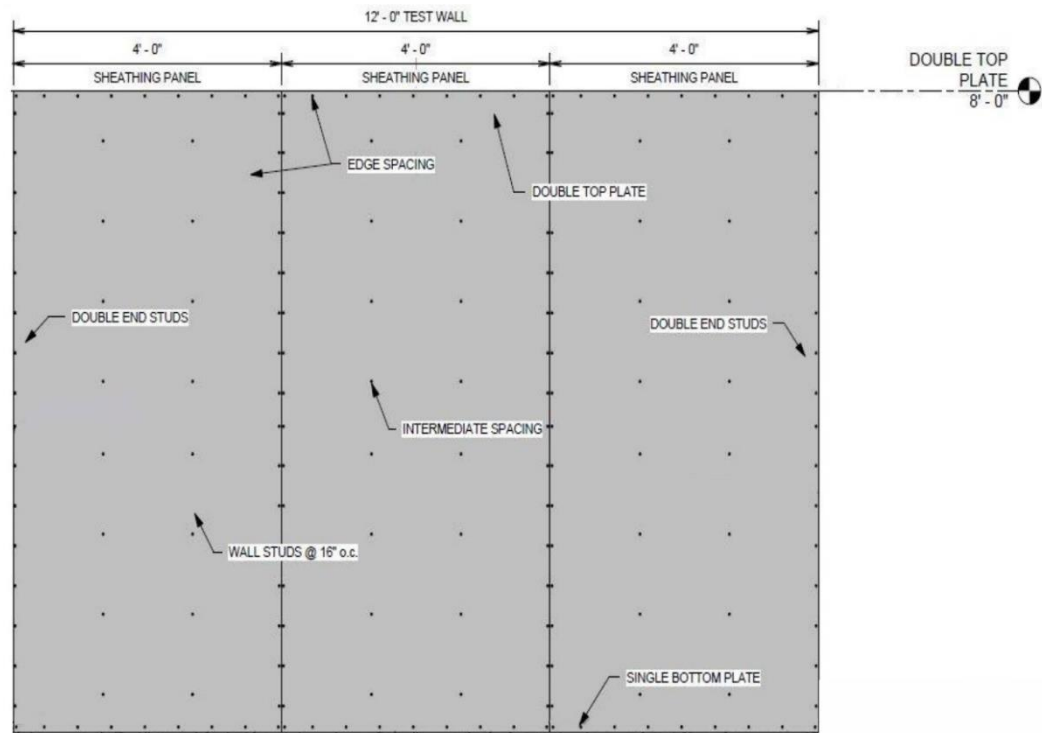 12' - 0" TEST WALL
4' - 0"
4' - 0"
4' - 0"
SHEATHING PANEL
SHEATHING PANEL
SHEATHING PANEL
DOUBLE TOP
PLATE
8' - 0"
EDGE SPACING
DOUBLE TOP PLATE
DOUBLE END STUDS
DOUBLE END STUDS
INTERMEDIATE SPACING
WALL STUDS @ 16" o.c.
SINGLE BOTTOM PLATE